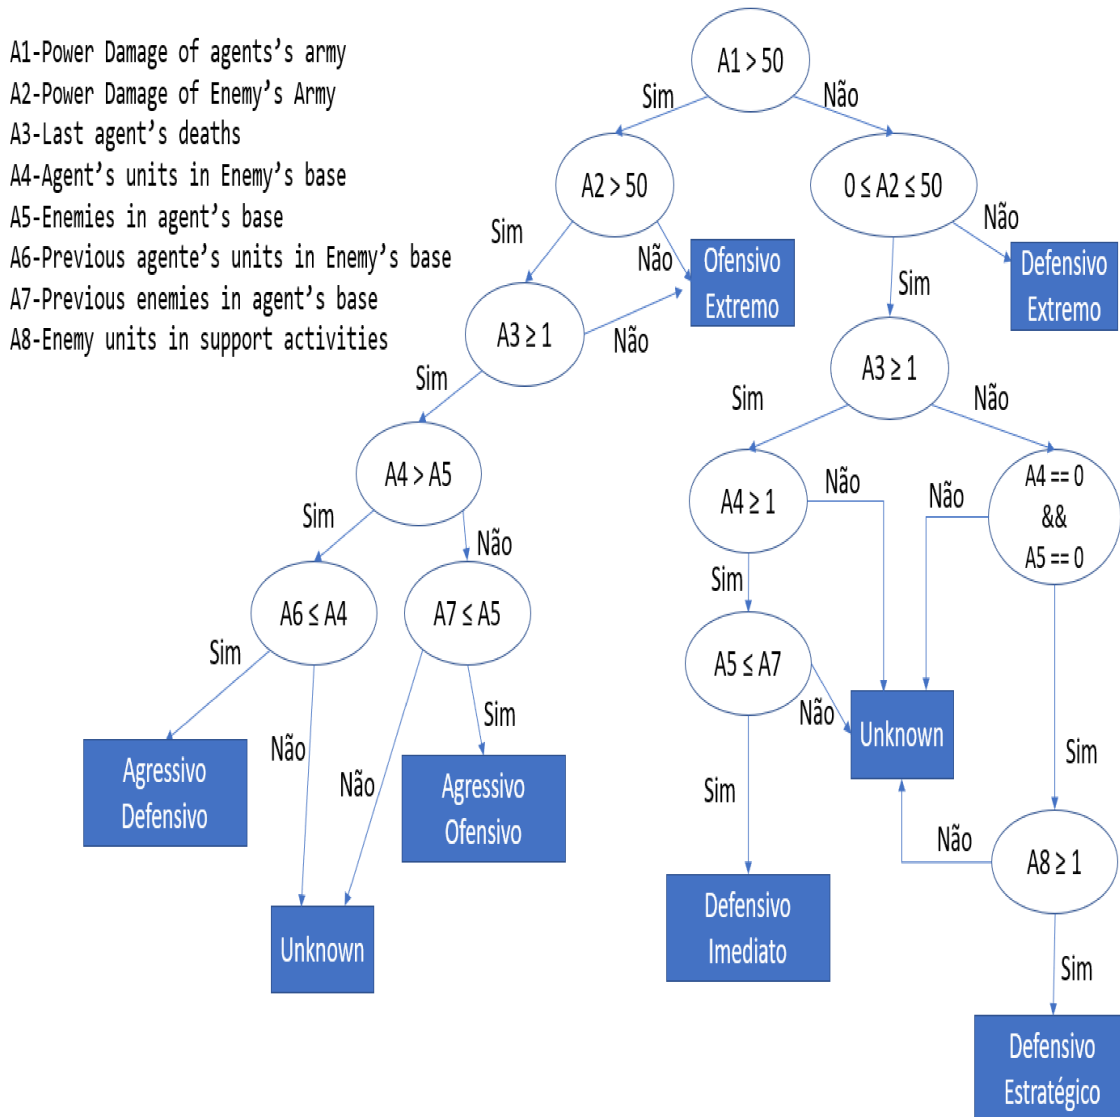 A1-Power Damage of agents's army
A2-Power Damage of Enemy's Army
A3-Last agent's deaths
A4-Agent's units in Enemy's base
A5-Enemies in agent's base
A6-Previous agente's units in Enemy's base
A7-Previous enemies in agent's base
A8-Enemy units in support activities
A1 > 50
Sim
Não
A2 > 50
0 ≤ A2 ≤ 50
Sim
Não
Não
Ofensivo
Extremo
Defensivo
Extremo
Sim
A3 ≥ 1
Não
A3 ≥ 1
Sim
Sim
Não
A4 > A5
A4 ≥ 1
Não
Não
A4 == 0
&&
A5 == 0
Sim
Não
Sim
A6 ≤ A4
A7 ≤ A5
A5 ≤ A7
Sim
Sim
Não
Não
Unknown
Sim
Não
Agressivo
Defensivo
Agressivo
Ofensivo
Sim
Não
A8 ≥ 1
Unknown
Defensivo
Imediato
Sim
Defensivo
Estratégico